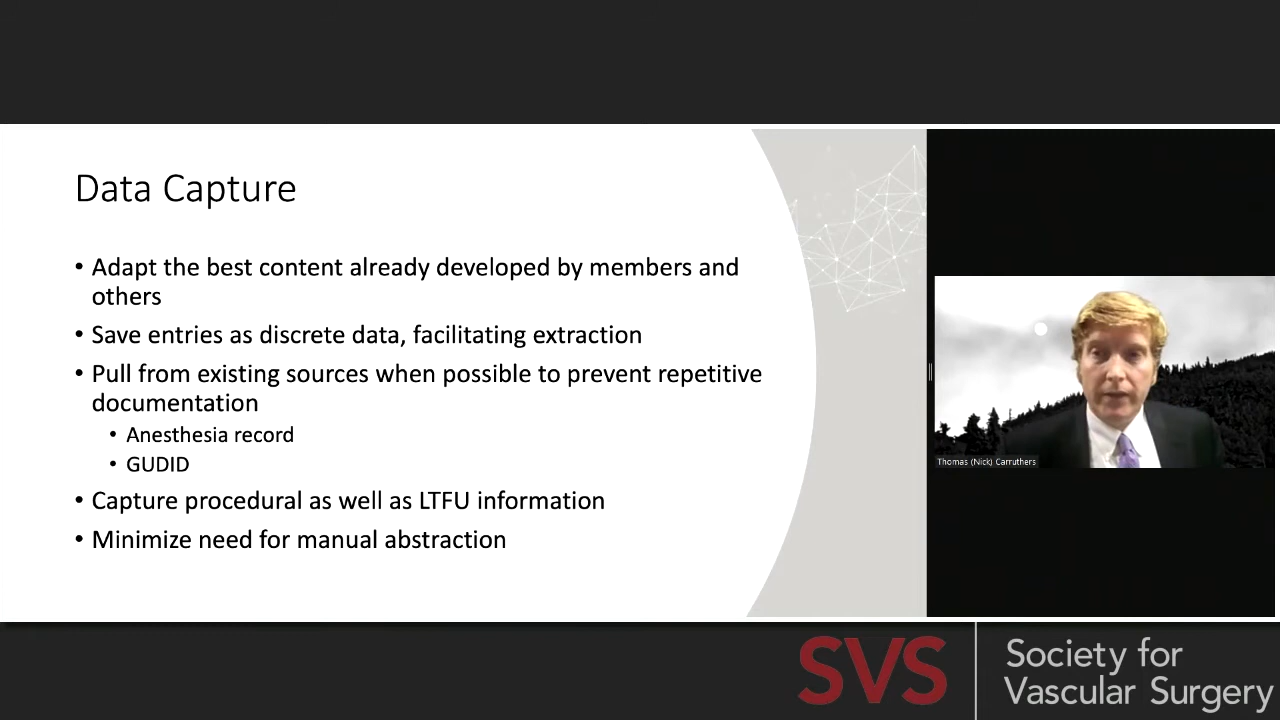 Data Capture
• Adapt the best content already developed by members and
others
• Save entries as discrete data, facilitating extraction
• Pull from existing sources when possible to prevent repetitive
documentation
• Anesthesia record
• GUDID
• Capture procedural as well as LTFU information
• Minimize need for manual abstraction
Thomas (Nick) Carruthers
SVS
Society for
Vascular Surgery